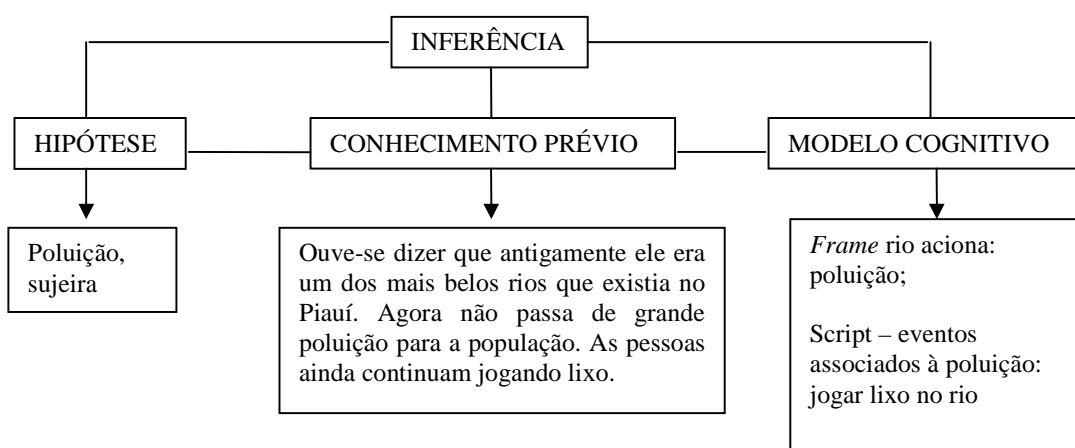 INFERÊNCIA
HIPÓTESE
CONHECIMENTO PRÉVIO
MODELO COGNITIVO
Poluição,
sujeira
Ouve-se dizer que antigamente ele era
um dos mais belos rios que existia no
Piauí. Agora não passa de grande
poluição para a população. As pessoas
ainda continuam jogando lixo.
Frame rio aciona:
poluição;
Script – eventos
associados à poluição:
jogar lixo no rio